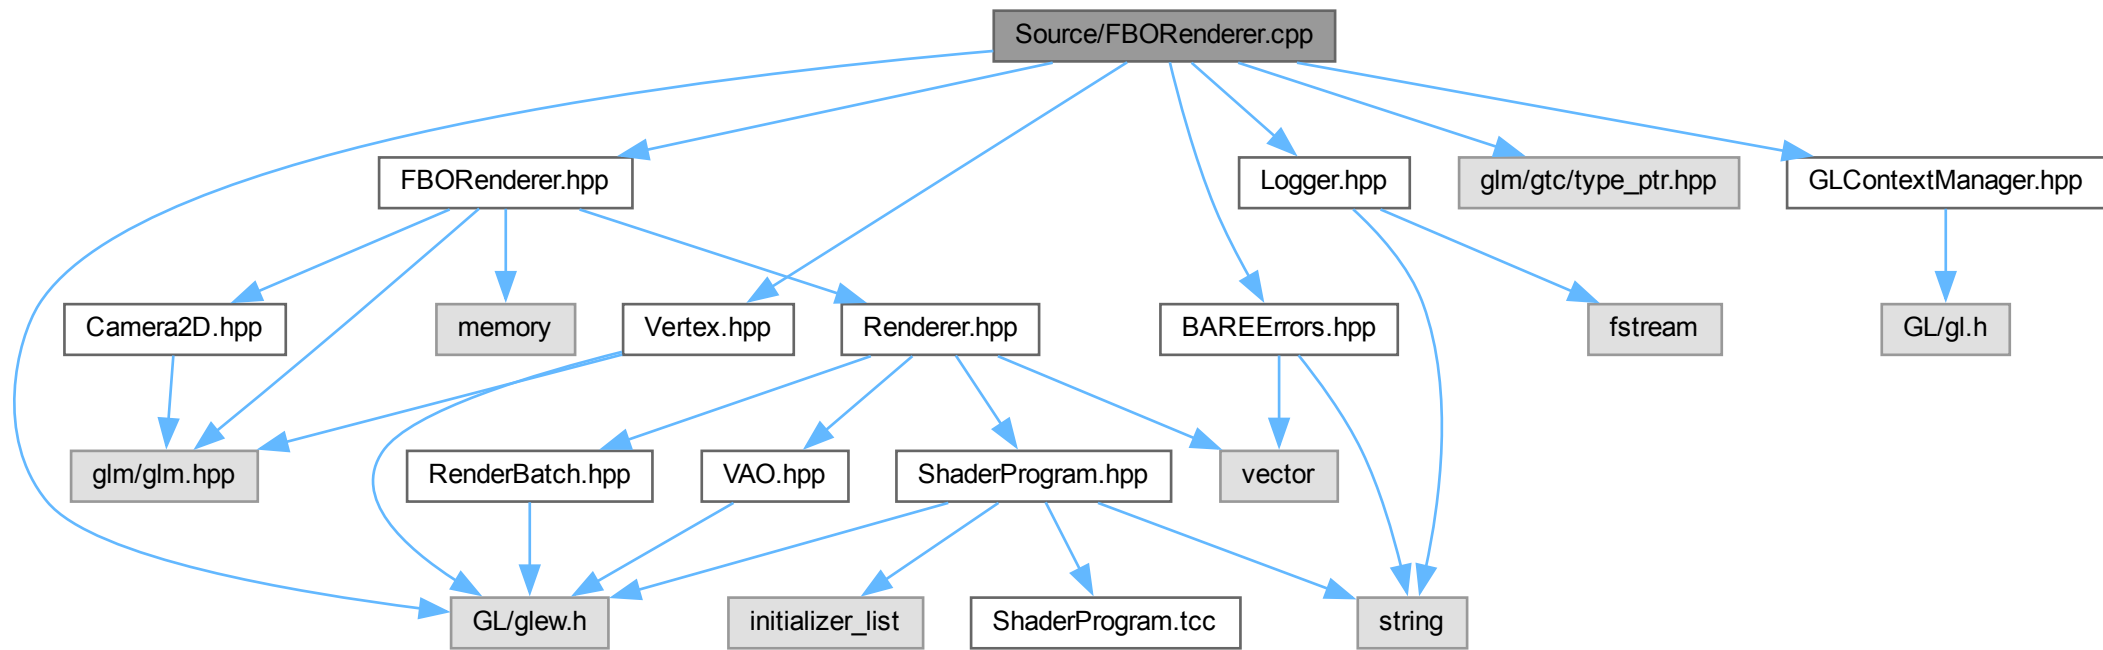 Source/FBORenderer.cpp
FBORenderer.hpp
Logger.hpp
glm/gtc/type_ptr.hpp
GLContextManager.hpp
Camera2D.hpp
memory
Vertex.hpp
Renderer.hpp
BAREErrors.hpp
fstream
GL/gl.h
glm/glm.hpp
RenderBatch.hpp
VAO.hpp
ShaderProgram.hpp
vector
GL/glew.h
initializer_list
ShaderProgram.tcc
string